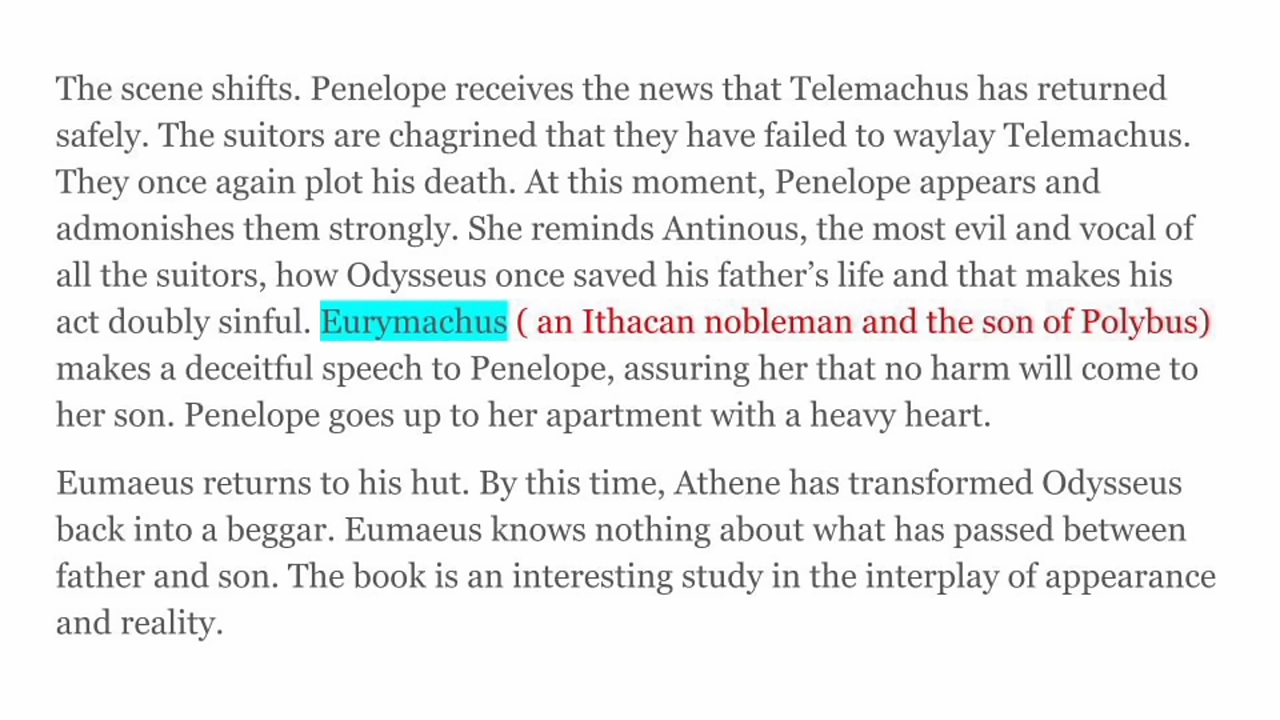 The scene shifts. Penelope receives the news that Telemachus has returned
safely. The suitors are chagrined that they have failed to waylay Telemachus.
They once again plot his death. At this moment, Penelope appears and
admonishes them strongly. She reminds Antinous, the most evil and vocal of
all the suitors, how Odysseus once saved his father’s life and that makes his
act doubly sinful. Eurymachus ( an Ithacan nobleman and the son of Polybus)
makes a deceitful speech to Penelope, assuring her that no harm will come to
her son. Penelope goes up to her apartment with a heavy heart.
Eumaeus returns to his hut. By this time, Athene has transformed Odysseus
back into a beggar. Eumaeus knows nothing about what has passed between
father and son. The book is an interesting study in the interplay of appearance
and reality.